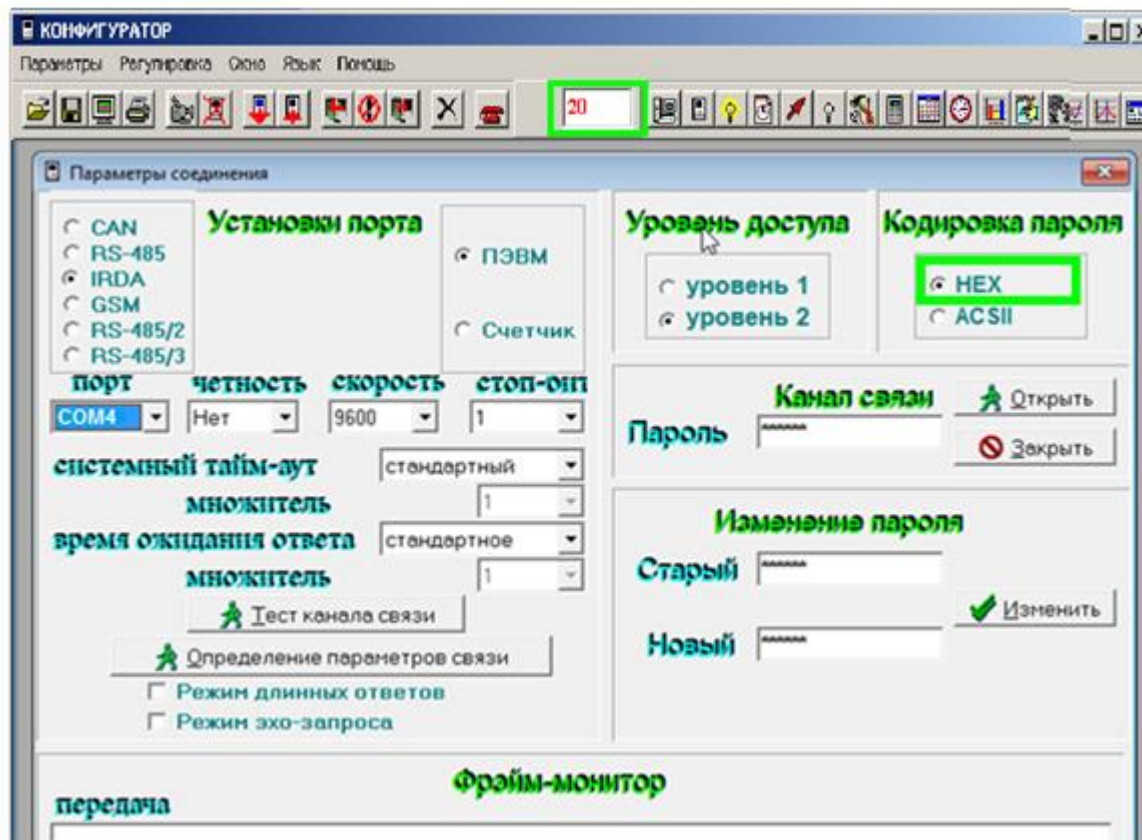 КОНФИГУРАТОР
Параметры Регулировка Окно Язык Помощь
20
Параметры соединения
CAN
RS-485
IRDA
GSM
RS-485/2
RS-485/3
Установки порта
ПЭВМ
Счетчик
порт четность скорость стоп-бит
COM4 Нет 9600 1
системный тайм-аут стандартный
множитель 1
время ожидания ответа стандартное
множитель 1
Тест канала связи
Определение параметров связи
Режим длинных ответов
Режим эхо-запроса
Уровень доступа
уровень 1
уровень 2
Кодировка пароля
HEX
ACSII
Канал связи
Открыть
Пароль ******
Закрыть
Изменение пароля
Старый ******
Изменить
Новый ******
Фрэйм-монитор
передача